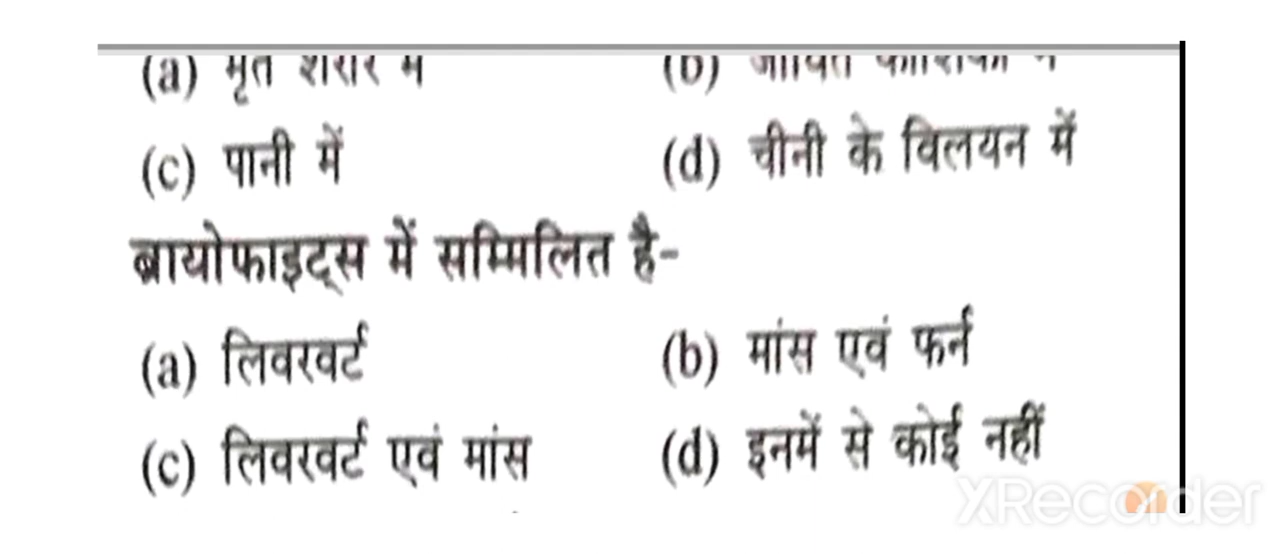 (a) मृत शरीर में (b) जीवित कोशिका में
(c) पानी में (d) चीनी के विलयन में
ब्रायोफाइट्स में सम्मिलित है-
(a) लिवरवर्ट (b) मांस एवं फर्न
(c) लिवरवर्ट एवं मांस (d) इनमें से कोई नहीं
XRecorder